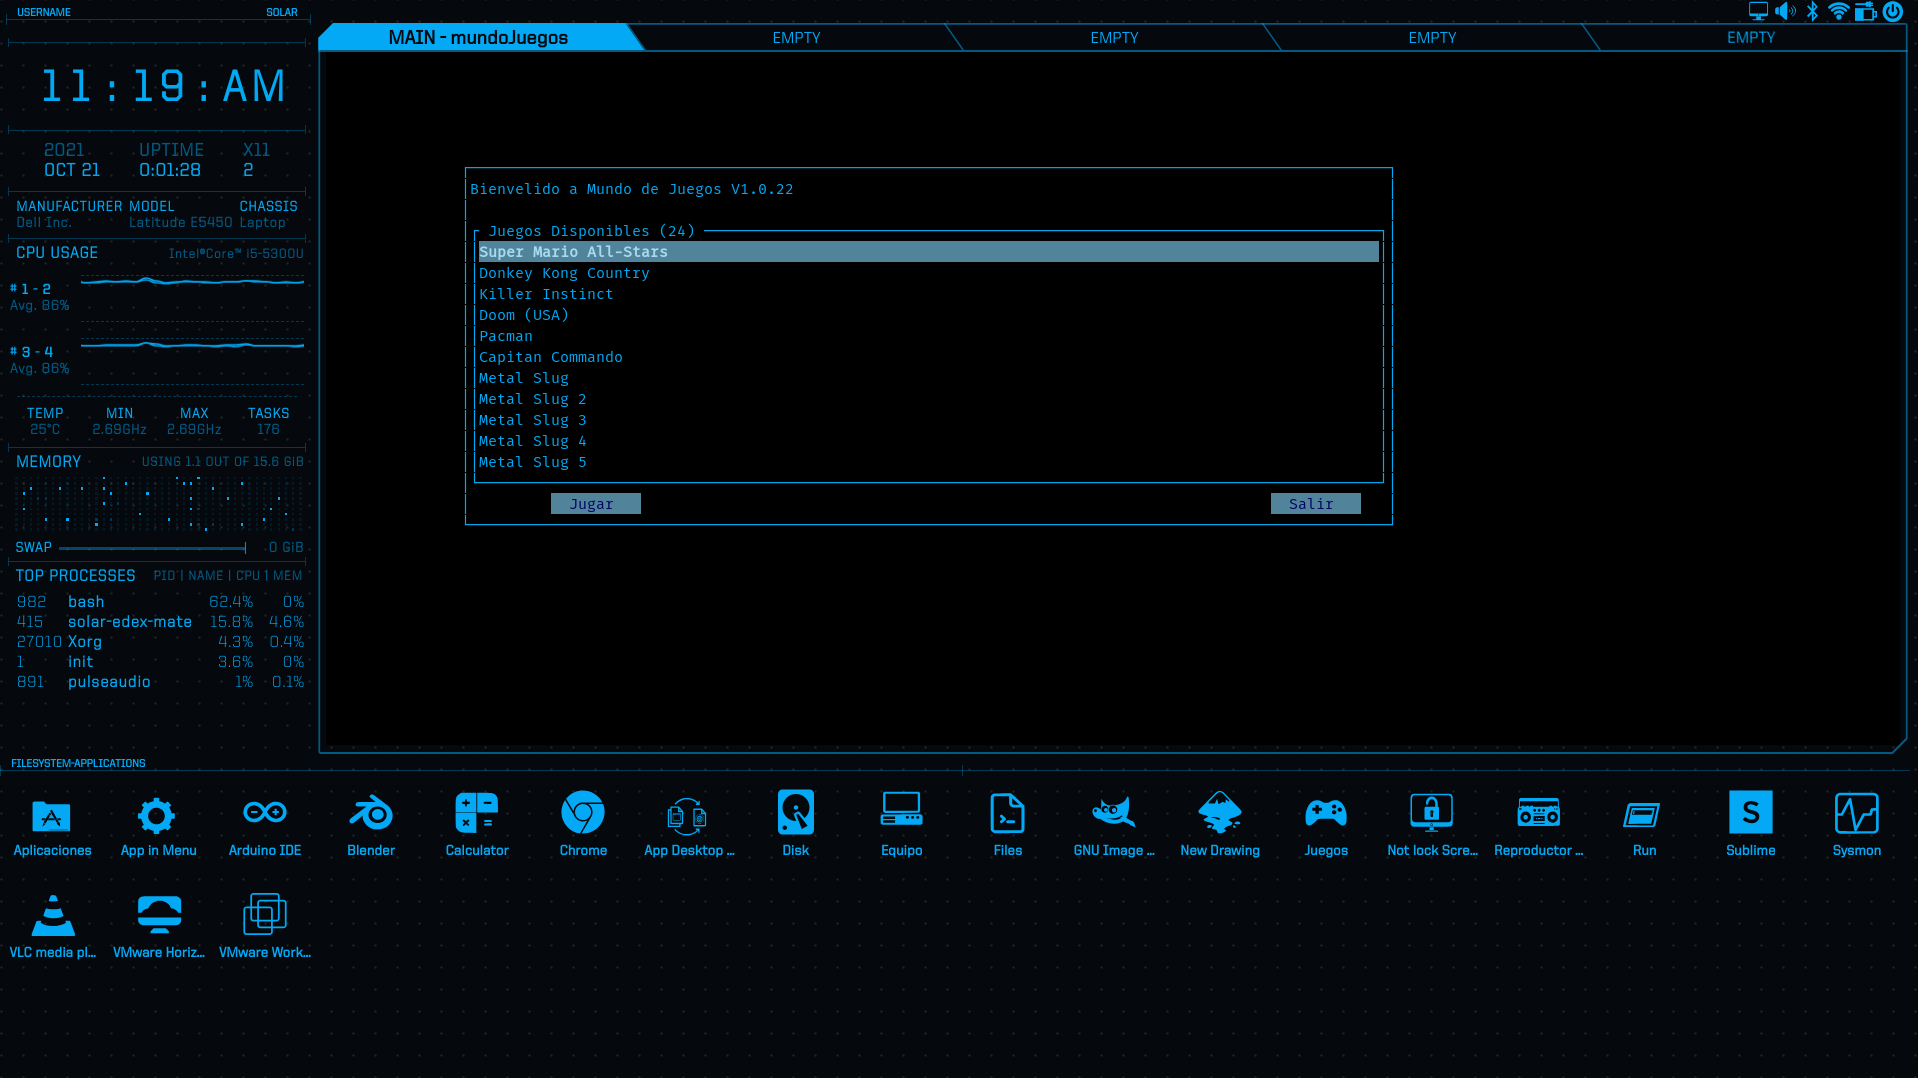 USERNAME SOLAR
MAIN - mundoJuegos EMPTY EMPTY EMPTY EMPTY
11:19:AM
2021 UPTIME X11
OCT 21 0:01:28 2
MANUFACTURER MODEL CHASSIS
Dell Inc. Latitude E5450 Laptop
CPU USAGE Intel®Core™ i5-5300U
# 1 - 2
Avg. 86%
# 3 - 4
Avg. 86%
TEMP MIN MAX TASKS
25°C 2.69GHz 2.69GHz 176
MEMORY USING 1.1 OUT OF 15.6 GiB
SWAP 0 GiB
TOP PROCESSES PID | NAME | CPU | MEM
982 bash 62.4% 0%
415 solar-edex-mate 15.8% 4.6%
27010 Xorg 4.3% 0.4%
1 init 3.6% 0%
891 pulseaudio 1% 0.1%
Bienvelido a Mundo de Juegos V1.0.22
Juegos Disponibles (24)
Super Mario All-Stars
Donkey Kong Country
Killer Instinct
Doom (USA)
Pacman
Capitan Commando
Metal Slug
Metal Slug 2
Metal Slug 3
Metal Slug 4
Metal Slug 5
Jugar Salir
FILESYSTEM-APPLICATIONS
Aplicaciones App in Menu Arduino IDE Blender Calculator Chrome App Desktop ... Disk Equipo Files GNU Image ... New Drawing Juegos Not lock Scre... Reproductor ... Run Sublime Sysmon
VLC media pl... VMware Horiz... VMware Work...